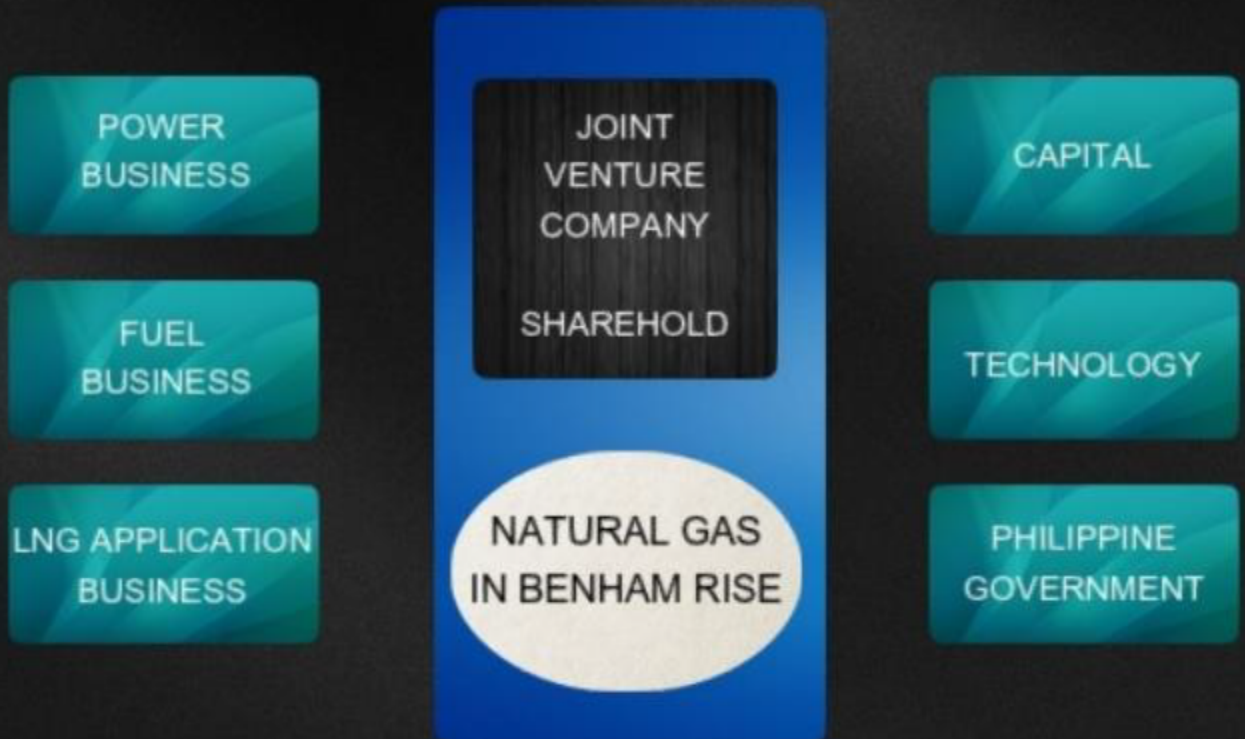 POWER
BUSINESS
FUEL
BUSINESS
LNG APPLICATION
BUSINESS
JOINT
VENTURE
COMPANY
SHAREHOLD
NATURAL GAS
IN BENHAM RISE
CAPITAL
TECHNOLOGY
PHILIPPINE
GOVERNMENT